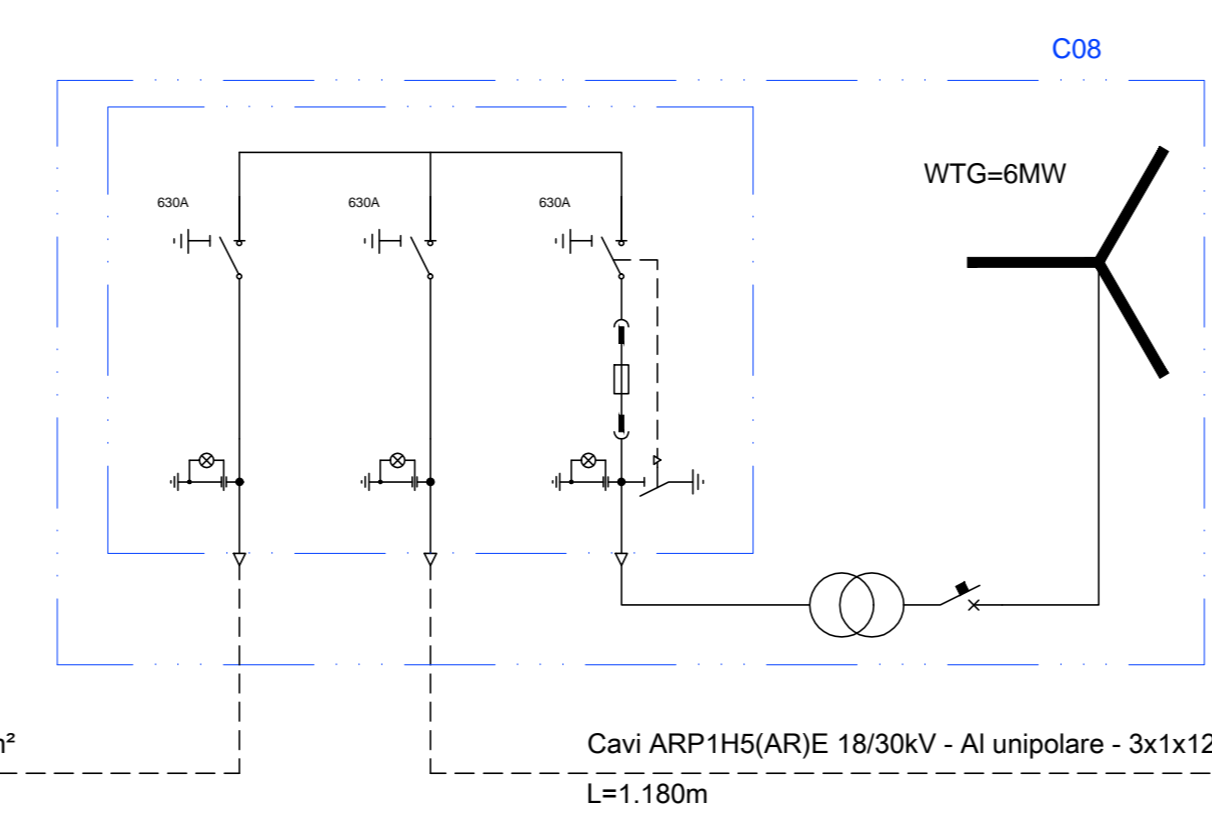 C08
WTG=6MW
630A 630A 630A
Cavi ARP1H5(AR)E 18/30kV - Al unipolare - 3x1x12
L=1.180m